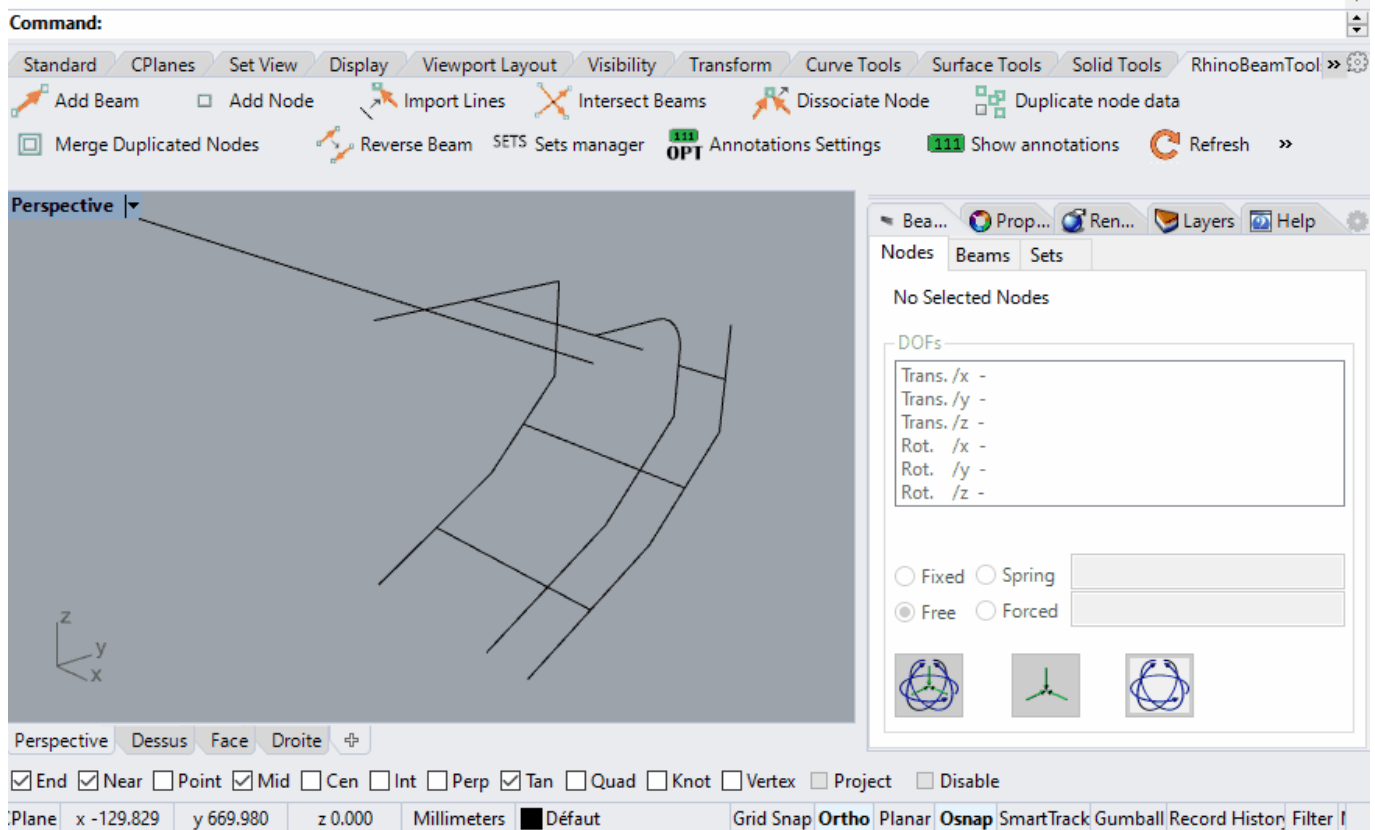 Command:
Standard CPlanes Set View Display Viewport Layout Visibility Transform Curve Tools Surface Tools Solid Tools RhinoBeamTool »
Add Beam Add Node Import Lines Intersect Beams Dissociate Node Duplicate node data
Merge Duplicated Nodes Reverse Beam SETS Sets manager 111 OPT Annotations Settings 111 Show annotations Refresh »
Perspective
Bea... Prop... Ren... Layers Help
Nodes Beams Sets
No Selected Nodes
DOFs
Trans. /x -
Trans. /y -
Trans. /z -
Rot. /x -
Rot. /y -
Rot. /z -
Fixed Spring
Free Forced
z
y
x
Perspective Dessus Face Droite
End Near Point Mid Cen Int Perp Tan Quad Knot Vertex Project Disable
CPlane x -129.829 y 669.980 z 0.000 Millimeters Défaut Grid Snap Ortho Planar Osnap SmartTrack Gumball Record History Filter